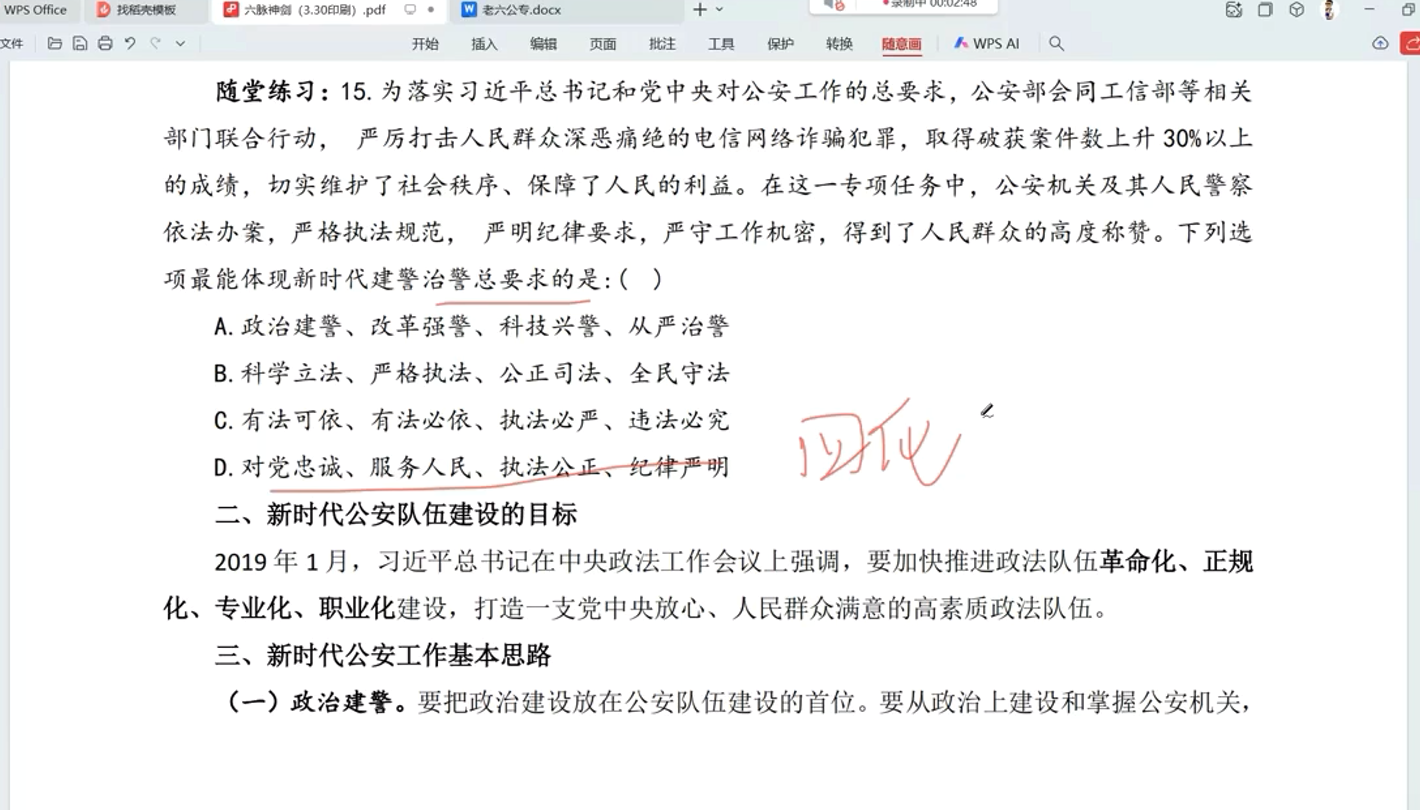 WPS Office 找稻壳模板 六脉神剑（3.30印刷）.pdf 老六公专.docx
录制中 00:02:48
文件 开始 插入 编辑 页面 批注 工具 保护 转换 随意画 WPS AI
随堂练习：15.为落实习近平总书记和党中央对公安工作的总要求，公安部会同工信部等相关
部门联合行动， 严厉打击人民群众深恶痛绝的电信网络诈骗犯罪，取得破获案件数上升 30%以上
的成绩，切实维护了社会秩序、保障了人民的利益。在这一专项任务中，公安机关及其人民警察
依法办案，严格执法规范， 严明纪律要求，严守工作机密，得到了人民群众的高度称赞。下列选
项最能体现新时代建警治警总要求的是:( )
A.政治建警、改革强警、科技兴警、从严治警
B.科学立法、严格执法、公正司法、全民守法
C.有法可依、有法必依、执法必严、违法必究
D.对党忠诚、服务人民、执法公正、纪律严明
四化
二、新时代公安队伍建设的目标
2019 年 1 月，习近平总书记在中央政法工作会议上强调，要加快推进政法队伍革命化、正规
化、专业化、职业化建设，打造一支党中央放心、人民群众满意的高素质政法队伍。
三、新时代公安工作基本思路
（一）政治建警。要把政治建设放在公安队伍建设的首位。要从政治上建设和掌握公安机关，